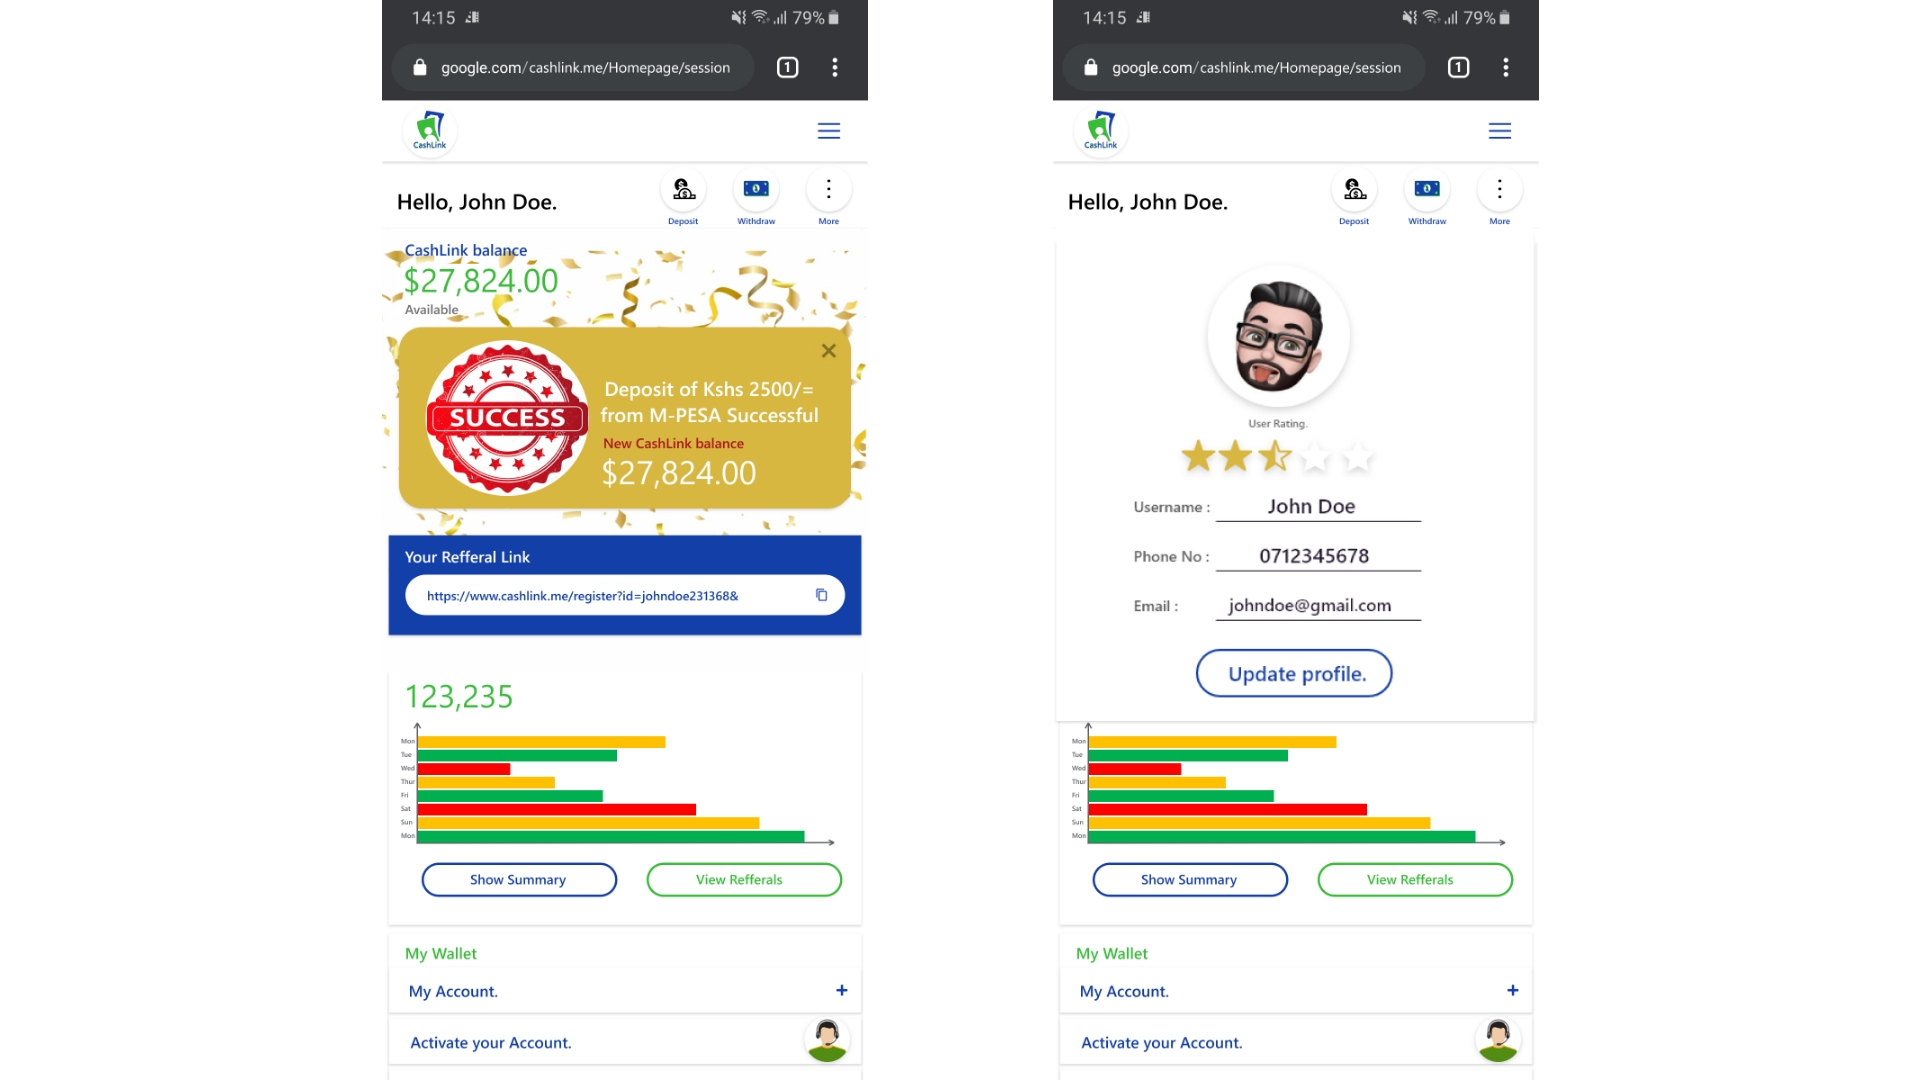 14:15
79%
google.com/cashlink.me/Homepage/session
1
CashLink
Hello, John Doe.
Deposit
Withdraw
More
CashLink balance
$27,824.00
Available
SUCCESS
Deposit of Kshs 2500/=
from M-PESA Successful
New CashLink balance
$27,824.00
Your Refferal Link
https://www.cashlink.me/register?id=johndoe231368&
123,235
Mon
Tue
Wed
Thur
Fri
Sat
Sun
Mon
Show Summary
View Refferals
My Wallet
My Account.
+
Activate your Account.
14:15
79%
google.com/cashlink.me/Homepage/session
1
CashLink
Hello, John Doe.
Deposit
Withdraw
More
User Rating.
Username : John Doe
Phone No : 0712345678
Email : johndoe@gmail.com
Update profile.
Mon
Tue
Wed
Thur
Fri
Sat
Sun
Mon
Show Summary
View Refferals
My Wallet
My Account.
+
Activate your Account.